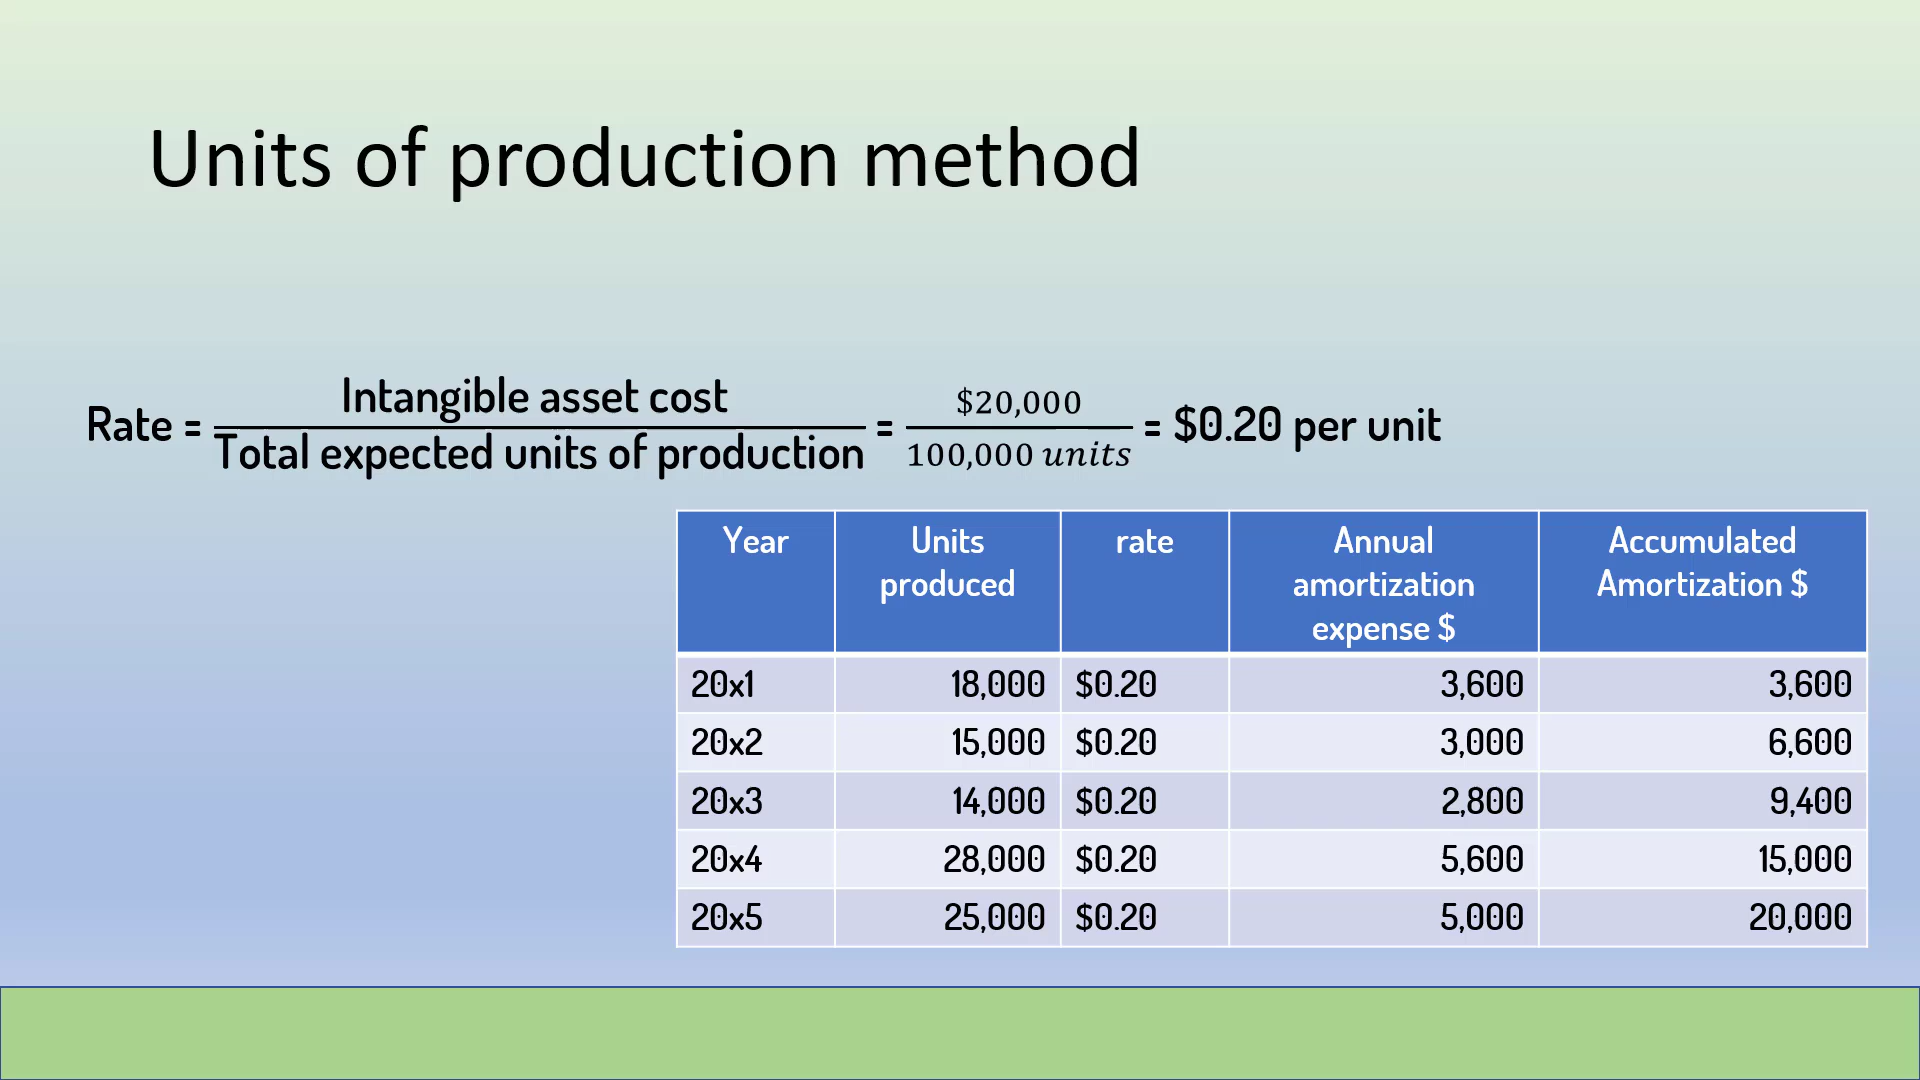 Units of production method
Rate = Intangible asset cost / Total expected units of production = $20,000 / 100,000 units = $0.20 per unit
Year Units produced rate Annual amortization expense $ Accumulated Amortization $
20x1 18,000 $0.20 3,600 3,600
20x2 15,000 $0.20 3,000 6,600
20x3 14,000 $0.20 2,800 9,400
20x4 28,000 $0.20 5,600 15,000
20x5 25,000 $0.20 5,000 20,000